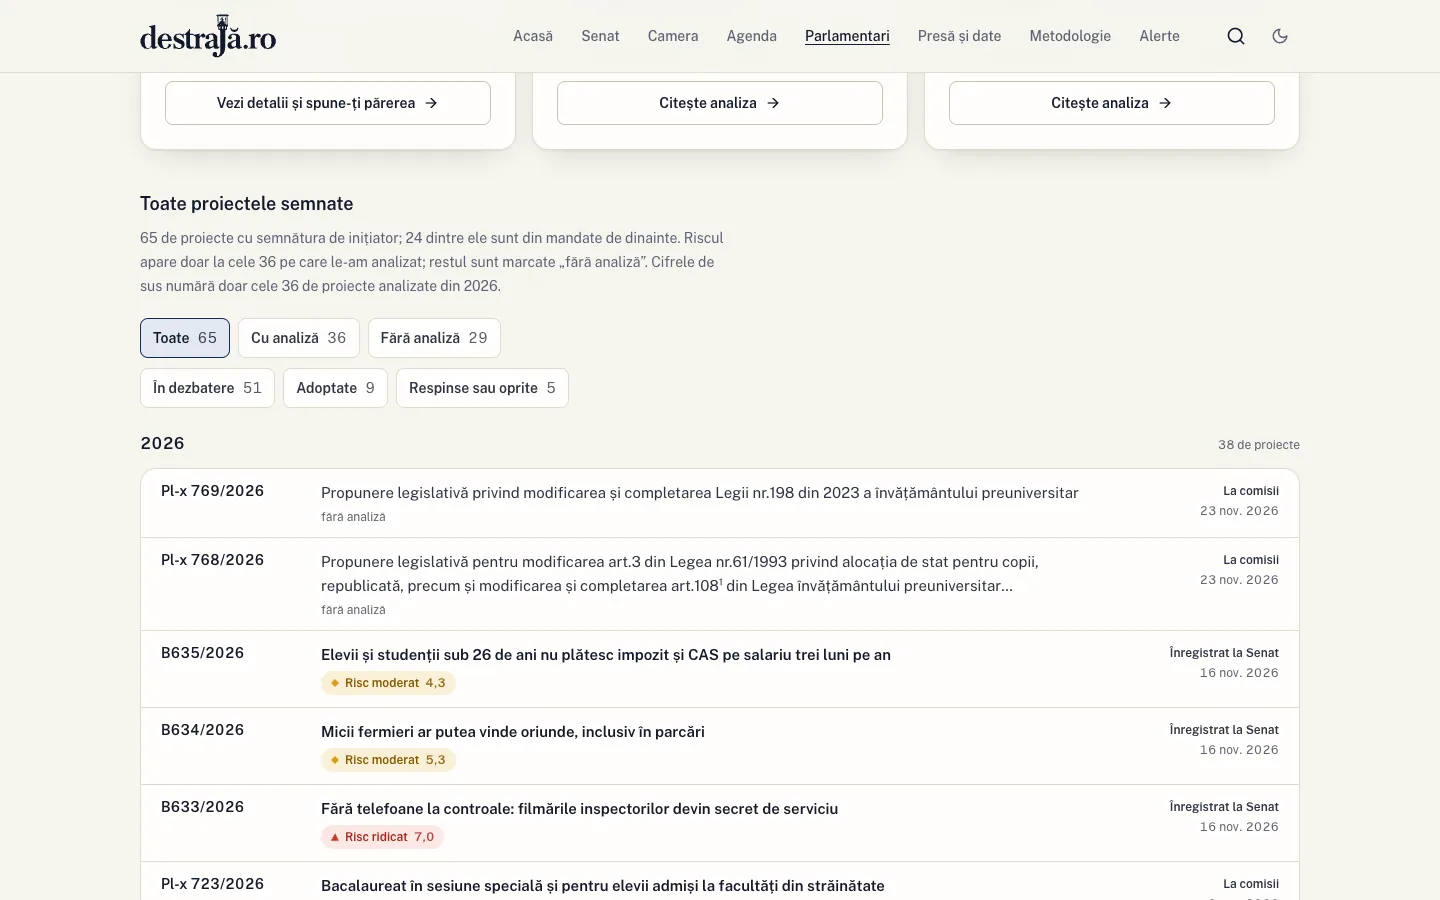 destrajă.ro
Acasă
Senat
Camera
Agenda
Parlamentari
Presă și date
Metodologie
Alerte
Vezi detalii și spune-ți părerea →
Citește analiza →
Citește analiza →
Toate proiectele semnate
65 de proiecte cu semnătura de inițiator; 24 dintre ele sunt din mandate de dinainte. Riscul
apare doar la cele 36 pe care le-am analizat; restul sunt marcate „fără analiză”. Cifrele de
sus numără doar cele 36 de proiecte analizate din 2026.
Toate 65
Cu analiză 36
Fără analiză 29
În dezbatere 51
Adoptate 9
Respinse sau oprite 5
2026
38 de proiecte
Pl-x 769/2026
Propunere legislativă privind modificarea și completarea Legii nr.198 din 2023 a învățământului preuniversitar
fără analiză
La comisii
23 nov. 2026
Pl-x 768/2026
Propunere legislativă pentru modificarea art.3 din Legea nr.61/1993 privind alocația de stat pentru copii,
republicată, precum și modificarea și completarea art.108¹ din Legea învățământului preuniversitar...
fără analiză
La comisii
23 nov. 2026
B635/2026
Elevii și studenții sub 26 de ani nu plătesc impozit și CAS pe salariu trei luni pe an
Risc moderat 4,3
Înregistrat la Senat
16 nov. 2026
B634/2026
Micii fermieri ar putea vinde oriunde, inclusiv în parcări
Risc moderat 5,3
Înregistrat la Senat
16 nov. 2026
B633/2026
Fără telefoane la controale: filmările inspectorilor devin secret de serviciu
Risc ridicat 7,0
Înregistrat la Senat
16 nov. 2026
Pl-x 723/2026
Bacalaureat în sesiune specială și pentru elevii admiși la facultăți din străinătate
La comisii